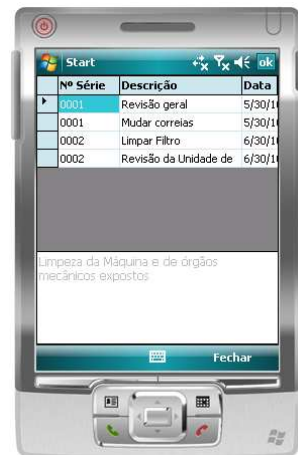 Start ok
Nº Série Descrição Data
0001 Revisão geral 5/30/1
0001 Mudar correias 5/30/1
0002 Limpar Filtro 6/30/1
0002 Revisão da Unidade de 6/30/1
Limpeza da Máquina e de órgãos
mecânicos expostos
Fechar